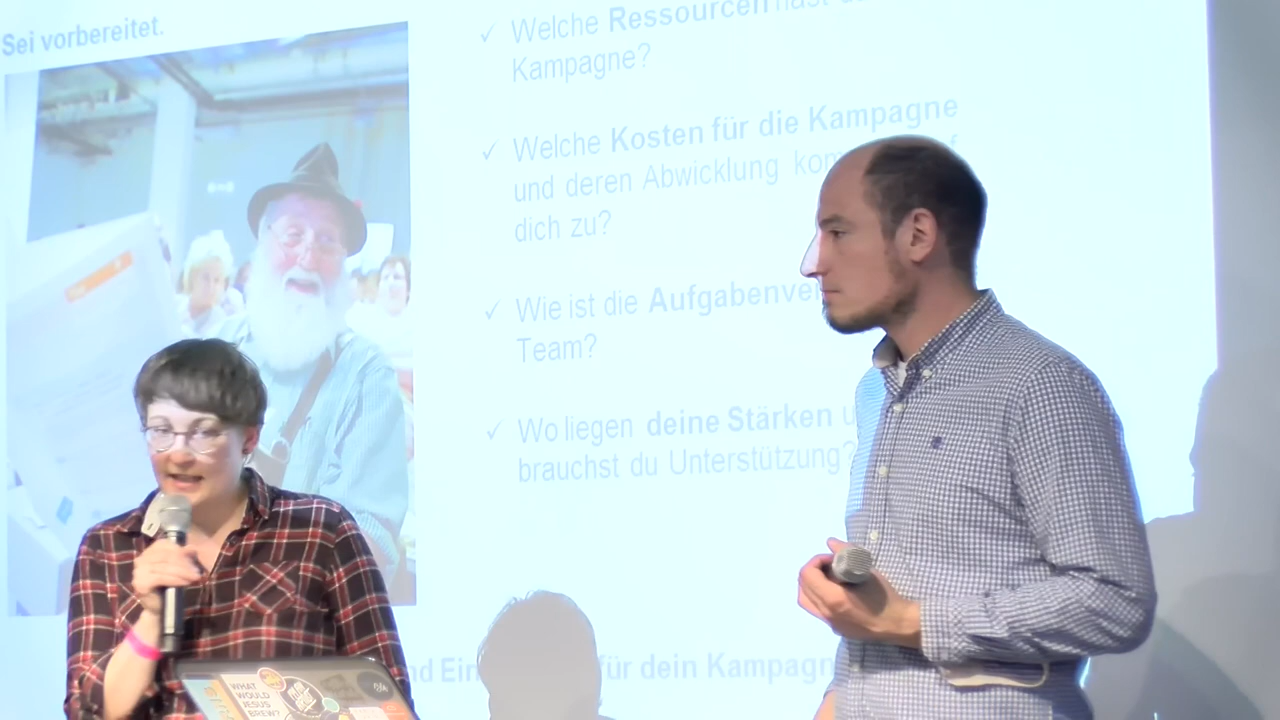 Sei vorbereitet.
✓ Welche Ressourcen hast
Kampagne?
✓ Welche Kosten für die Kampagne
und deren Abwicklung
dich zu?
✓ Wie ist die
Team?
✓ Wo liegen deine Stärken
brauchst du Unterstützung?
für dein
WHAT
WOULD
JESUS
BREW?